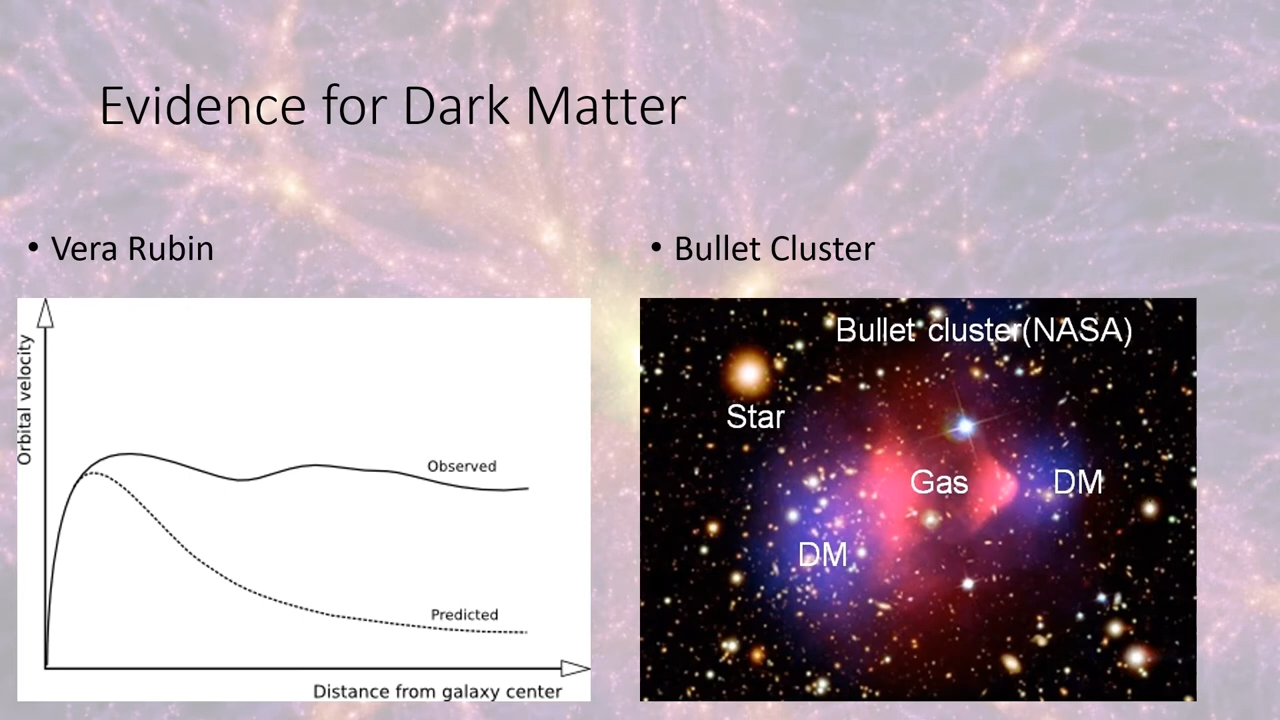 Evidence for Dark Matter
• Vera Rubin
Orbital velocity
Observed
Predicted
Distance from galaxy center
• Bullet Cluster
Bullet cluster(NASA)
Star
Gas
DM
DM